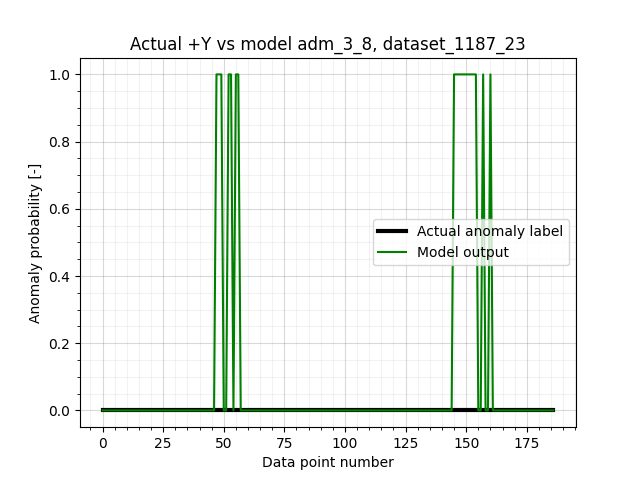 Actual +Y vs model adm_3_8, dataset_1187_23
Anomaly probability [-]
1.0
0.8
0.6
0.4
0.2
0.0
Actual anomaly label
Model output
0 25 50 75 100 125 150 175
Data point number